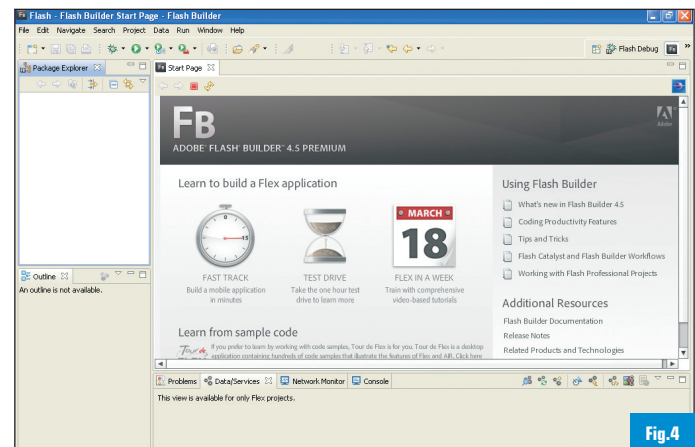 Flash - Flash Builder Start Page - Flash Builder
File Edit Navigate Search Project Data Run Window Help
Flash Debug
Package Explorer
Start Page
FB
Adobe
ADOBE® FLASH® BUILDER™ 4.5 PREMIUM
Learn to build a Flex application
FAST TRACK
Build a mobile application
in minutes
TEST DRIVE
Take the one hour test
drive to learn more
MARCH
18
FLEX IN A WEEK
Train with comprehensive
video-based tutorials
Using Flash Builder
What's new in Flash Builder 4.5
Coding Productivity Features
Tips and Tricks
Flash Catalyst and Flash Builder Workflows
Working with Flash Professional Projects
Additional Resources
Flash Builder Documentation
Release Notes
Related Products and Technologies
Learn from sample code
Tour de
If you prefer to learn by working with code samples, Tour de Flex is for you. Tour de Flex is a desktop
application containing hundreds of code samples that illustrate the features of Flex and AIR. Click here
Outline
An outline is not available.
Problems Data/Services Network Monitor Console
This view is available for only Flex projects.
Fig.4